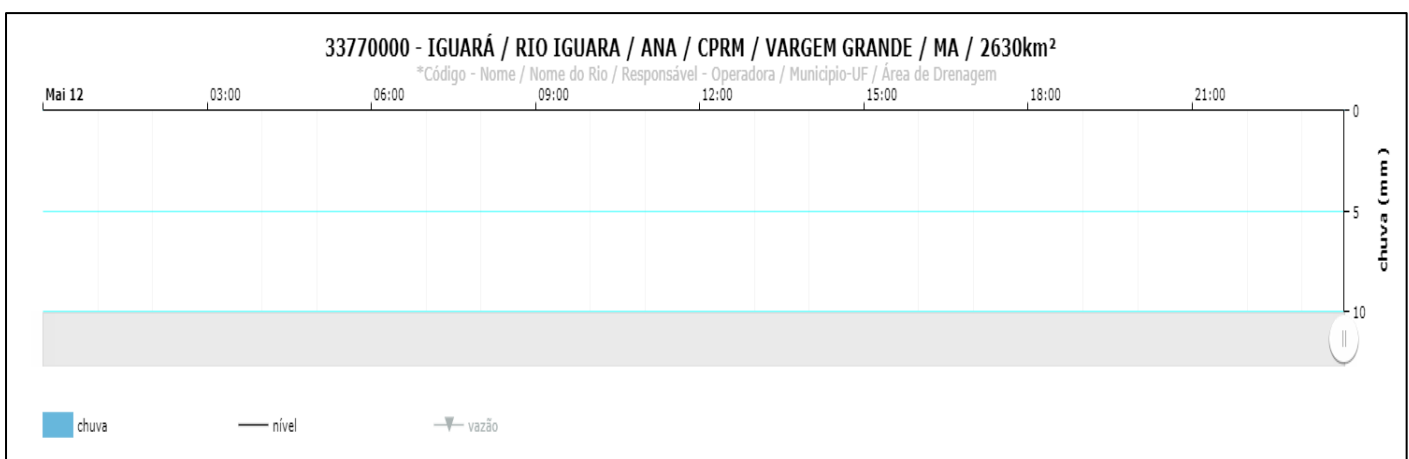 33770000 - IGUARÁ / RIO IGUARA / ANA / CPRM / VARGEM GRANDE / MA / 2630km²
*Código - Nome / Nome do Rio / Responsável - Operadora / Municipio-UF / Área de Drenagem
Mai 12 03:00 06:00 09:00 12:00 15:00 18:00 21:00
0
5
10
chuva (mm)
chuva nível vazão